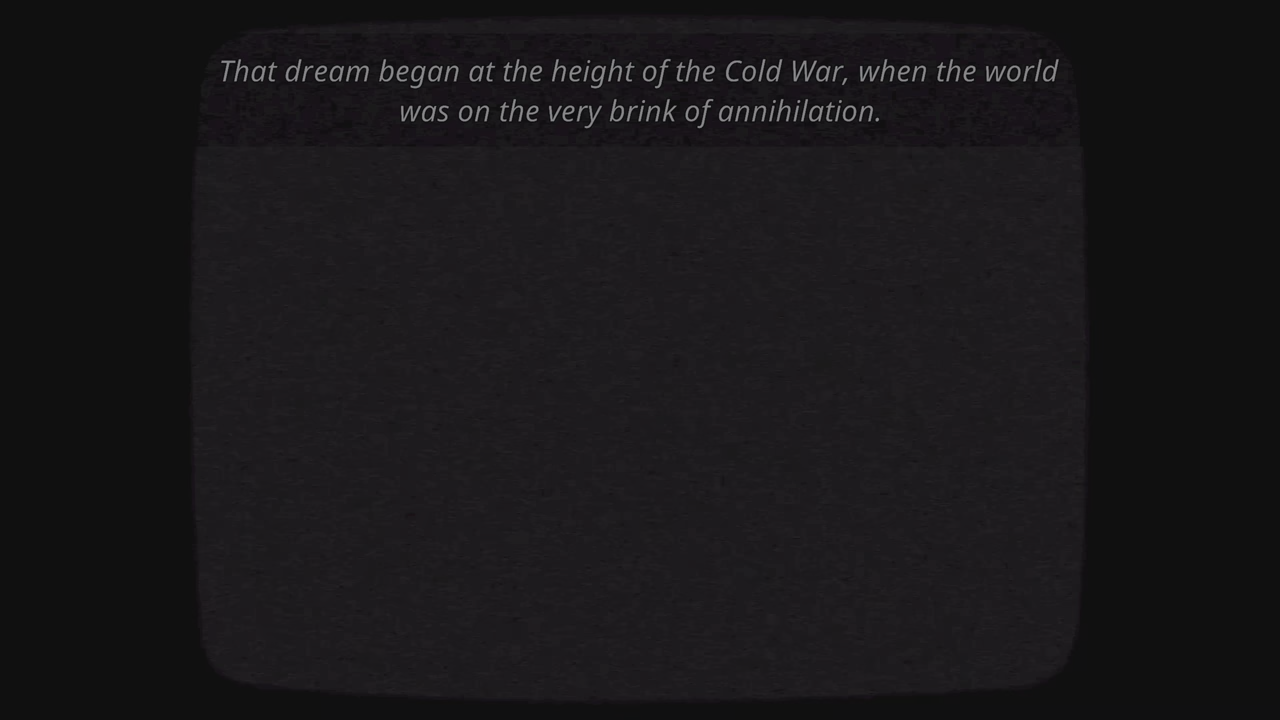 That dream began at the height of the Cold War, when the world
was on the very brink of annihilation.